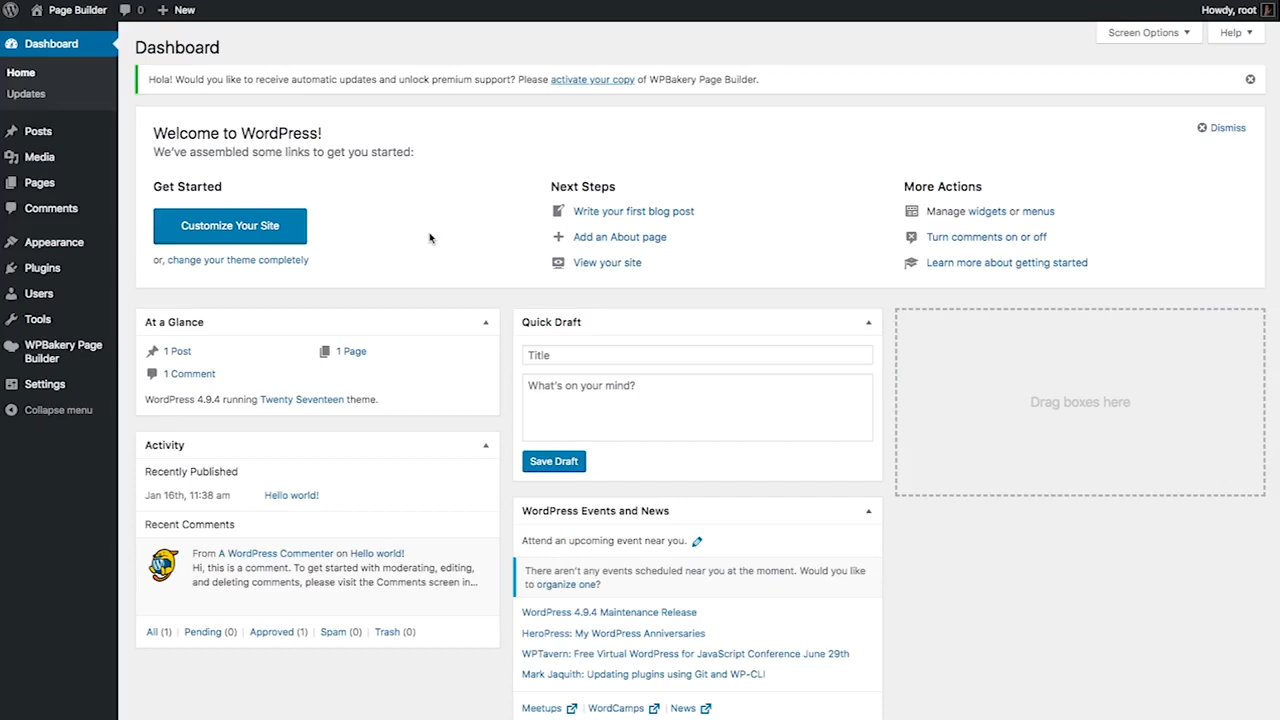 Page Builder 0 New Howdy, root
Dashboard
Home
Updates
Posts
Media
Pages
Comments
Appearance
Plugins
Users
Tools
WPBakery Page
Builder
Settings
Collapse menu
Screen Options Help
Dashboard
Hola! Would you like to receive automatic updates and unlock premium support? Please activate your copy of WPBakery Page Builder.
Welcome to WordPress!
Dismiss
We've assembled some links to get you started:
Get Started
Customize Your Site
or, change your theme completely
Next Steps
Write your first blog post
Add an About page
View your site
More Actions
Manage widgets or menus
Turn comments on or off
Learn more about getting started
At a Glance
1 Post 1 Page
1 Comment
WordPress 4.9.4 running Twenty Seventeen theme.
Activity
Recently Published
Jan 16th, 11:38 am Hello world!
Recent Comments
From A WordPress Commenter on Hello world!
Hi, this is a comment. To get started with moderating, editing,
and deleting comments, please visit the Comments screen in...
All (1) | Pending (0) | Approved (1) | Spam (0) | Trash (0)
Quick Draft
Title
What's on your mind?
Save Draft
WordPress Events and News
Attend an upcoming event near you.
There aren't any events scheduled near you at the moment. Would you like
to organize one?
WordPress 4.9.4 Maintenance Release
HeroPress: My WordPress Anniversaries
WPTavern: Free Virtual WordPress for JavaScript Conference June 29th
Mark Jaquith: Updating plugins using Git and WP-CLI
Meetups | WordCamps | News
Drag boxes here